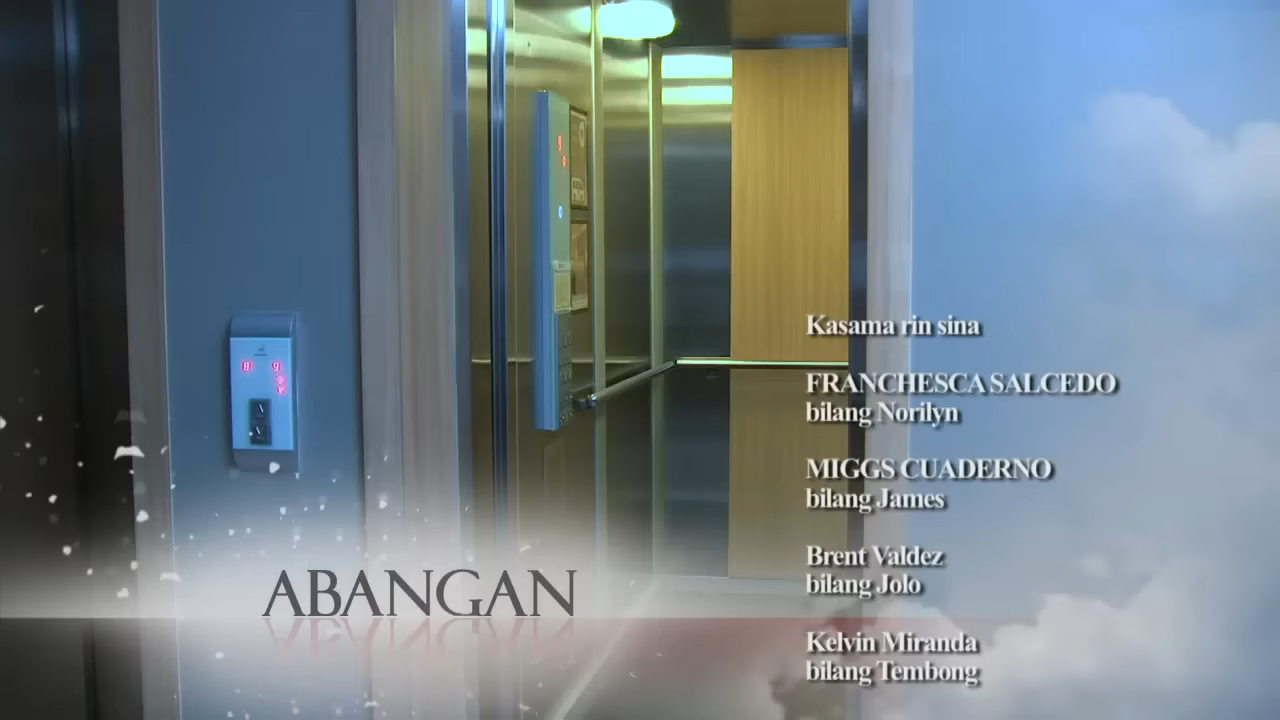 Kasama rin sina
FRANCHESCA SALCEDO
bilang Norilyn
MIGGS CUADERNO
bilang James
Brent Valdez
bilang Jolo
Kelvin Miranda
bilang Tembong
ABANGAN